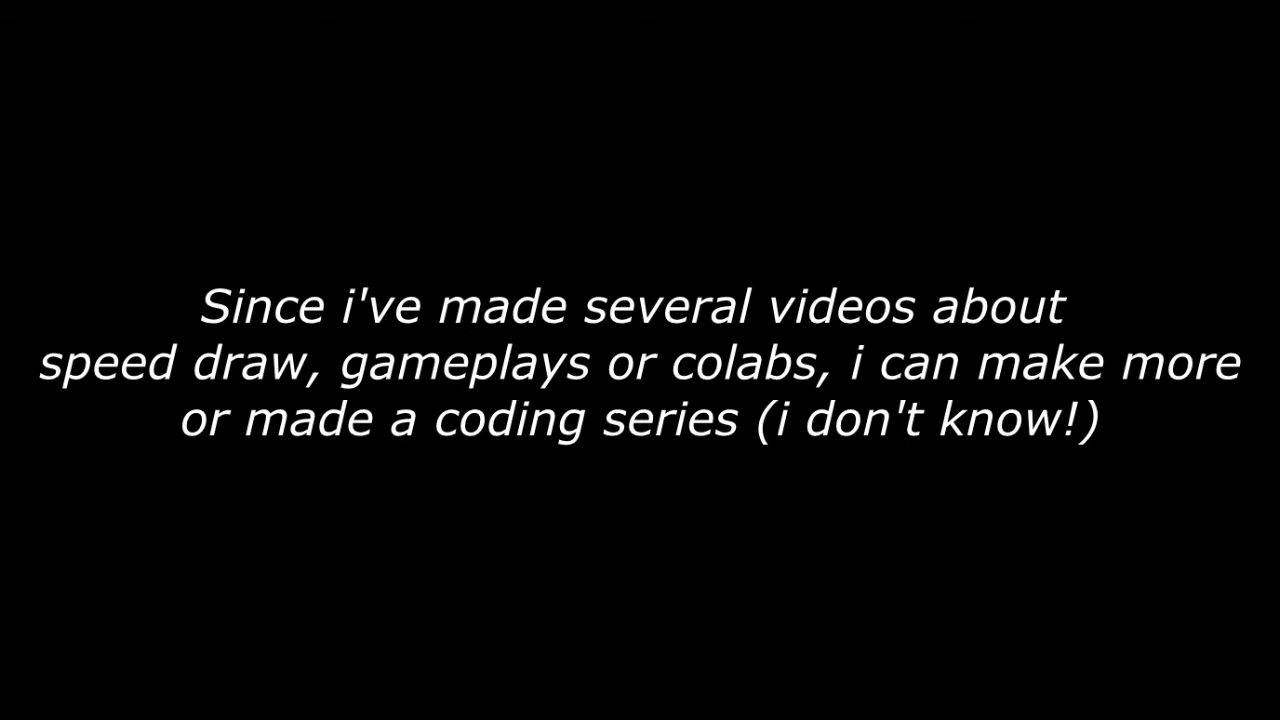 Since i've made several videos about
speed draw, gameplays or colabs, i can make more
or made a coding series (i don't know!)